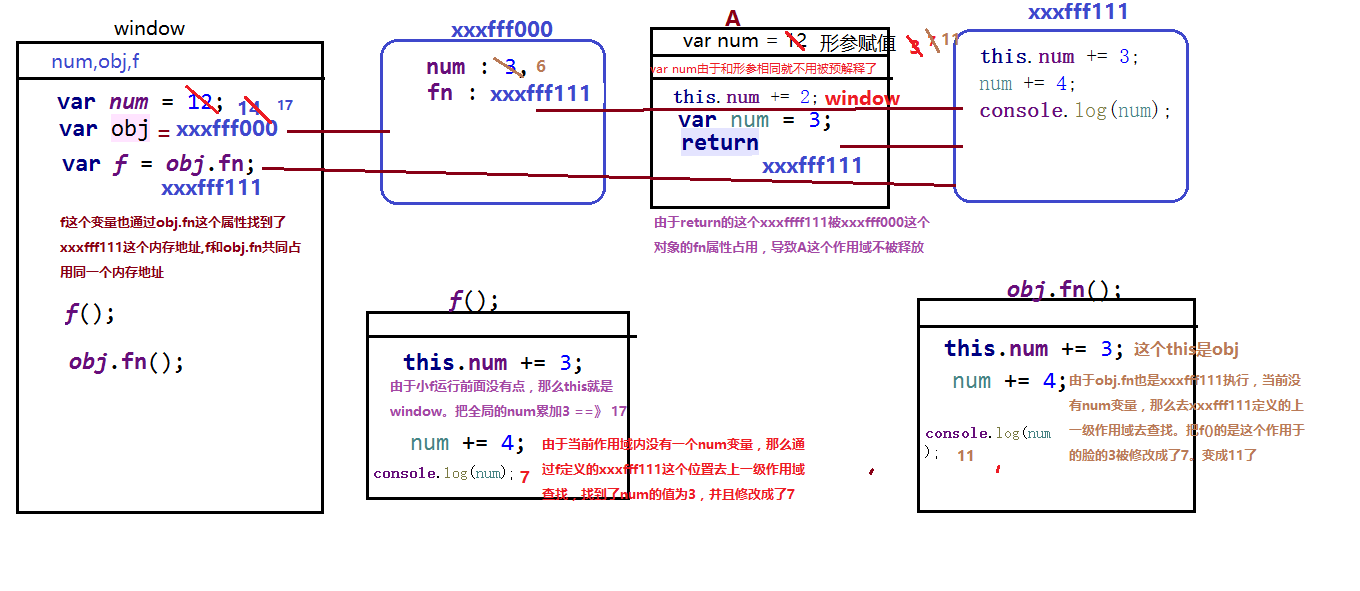 window
num,obj,f
var num = 12; 14 17
var obj = xxxfff000
var f = obj.fn;
xxxfff111
f这个变量也通过obj.fn这个属性找到了
xxxfff111这个内存地址,f和obj.fn共同占
用同一个内存地址
f();
obj.fn();
xxxfff000
num : 3, 6
fn : xxxfff111
A
var num = 12 形参赋值 3 7 11
var num由于和形参相同就不用被预解释了
this.num += 2; window
var num = 3;
return
xxxfff111
由于return的这个xxxffff111被xxxfff000这个
对象的fn属性占用，导致A这个作用域不被释放
xxxfff111
this.num += 3;
num += 4;
console.log(num);
f();
this.num += 3;
由于小f运行前面没有点，那么this就是
window。把全局的num累加3 ==》 17
num += 4;
console.log(num); 7
由于当前作用域内没有一个num变量，那么通
过f定义的xxxfff111这个位置去上一级作用域
查找，找到了num的值为3，并且修改成了7
obj.fn();
this.num += 3; 这个this是obj
num += 4;
由于obj.fn也是xxxfff111执行，当前没
有num变量，那么去xxxfff111定义的上
一级作用域去查找。把f()的是这个作用于
的脸的3被修改成了7。变成11了
console.log(num
); 11